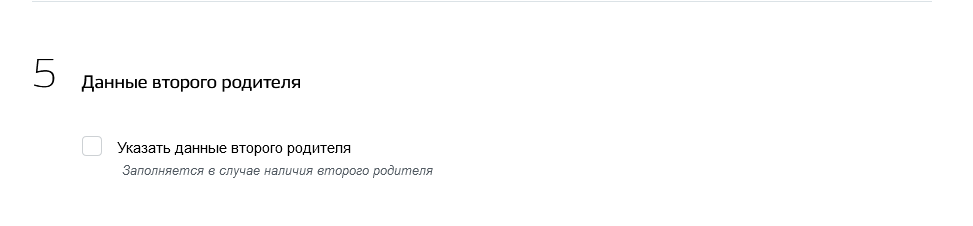 5
Данные второго родителя
Указать данные второго родителя
Заполняется в случае наличия второго родителя